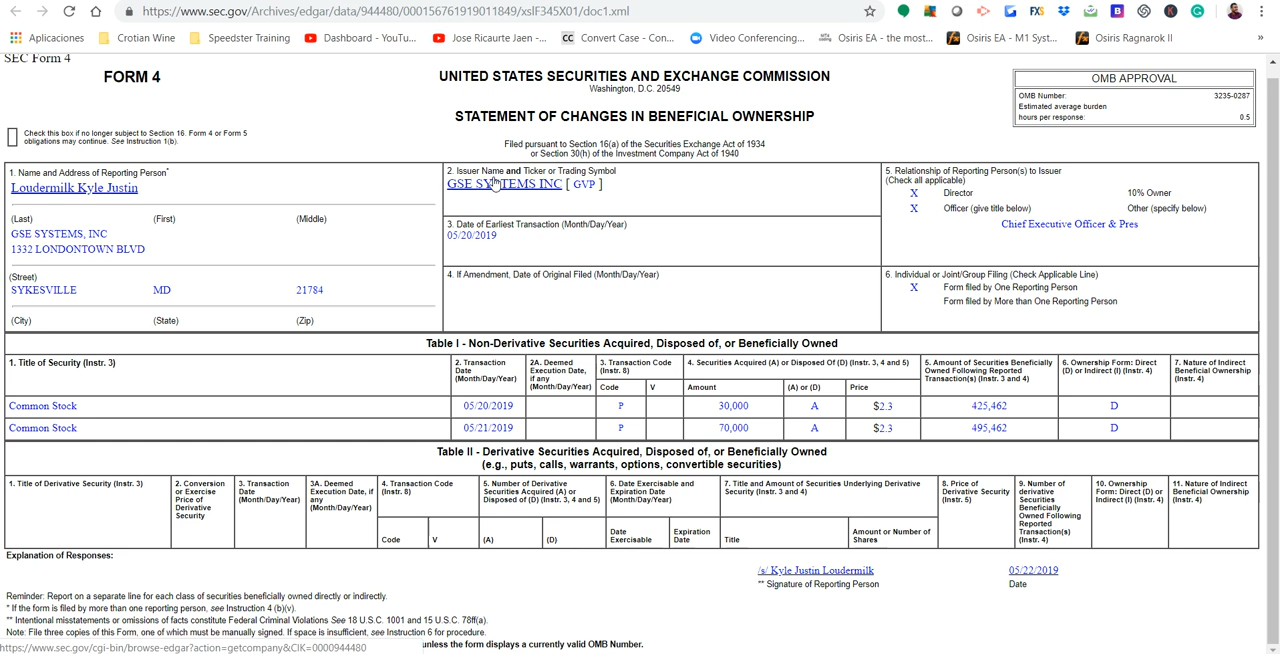 https://www.sec.gov/Archives/edgar/data/944480/000156761919011849/xslF345X01/doc1.xml
Aplicaciones
Crotian Wine
Speedster Training
Dashboard - YouTu...
Jose Ricaurte Jaen -...
CC Convert Case - Con...
Video Conferencing...
Osiris EA - the most...
Osiris EA - M1 Syst...
Osiris Ragnarok II
»
SEC Form 4
FORM 4
UNITED STATES SECURITIES AND EXCHANGE COMMISSION
Washington, D.C. 20549
STATEMENT OF CHANGES IN BENEFICIAL OWNERSHIP
Filed pursuant to Section 16(a) of the Securities Exchange Act of 1934
or Section 30(h) of the Investment Company Act of 1940
OMB APPROVAL
OMB Number: 3235-0287
Estimated average burden
hours per response: 0.5
Check this box if no longer subject to Section 16. Form 4 or Form 5
obligations may continue. See Instruction 1(b).
1. Name and Address of Reporting Person*
Loudermilk Kyle Justin
(Last) (First) (Middle)
GSE SYSTEMS, INC
1332 LONDONTOWN BLVD
(Street)
SYKESVILLE MD 21784
(City) (State) (Zip)
2. Issuer Name and Ticker or Trading Symbol
GSE SYSTEMS INC [ GVP ]
3. Date of Earliest Transaction (Month/Day/Year)
05/20/2019
4. If Amendment, Date of Original Filed (Month/Day/Year)
5. Relationship of Reporting Person(s) to Issuer
(Check all applicable)
X Director 10% Owner
X Officer (give title below) Other (specify below)
Chief Executive Officer & Pres
6. Individual or Joint/Group Filing (Check Applicable Line)
X Form filed by One Reporting Person
Form filed by More than One Reporting Person
Table I - Non-Derivative Securities Acquired, Disposed of, or Beneficially Owned
1. Title of Security (Instr. 3)
2. Transaction
Date
(Month/Day/Year)
2A. Deemed
Execution Date,
if any
(Month/Day/Year)
3. Transaction Code
(Instr. 8)
4. Securities Acquired (A) or Disposed Of (D) (Instr. 3, 4 and 5)
5. Amount of Securities Beneficially
Owned Following Reported
Transaction(s) (Instr. 3 and 4)
6. Ownership Form: Direct
(D) or Indirect (I) (Instr. 4)
7. Nature of Indirect
Beneficial Ownership
(Instr. 4)
Code V Amount (A) or (D) Price
Common Stock 05/20/2019 P 30,000 A $2.3 425,462 D
Common Stock 05/21/2019 P 70,000 A $2.3 495,462 D
Table II - Derivative Securities Acquired, Disposed of, or Beneficially Owned
(e.g., puts, calls, warrants, options, convertible securities)
1. Title of Derivative Security (Instr. 3)
2. Conversion
or Exercise
Price of
Derivative
Security
3. Transaction
Date
(Month/Day/Year)
3A. Deemed
Execution Date, if
any
(Month/Day/Year)
4. Transaction Code
(Instr. 8)
5. Number of Derivative
Securities Acquired (A) or
Disposed of (D) (Instr. 3, 4 and 5)
6. Date Exercisable and
Expiration Date
(Month/Day/Year)
7. Title and Amount of Securities Underlying Derivative
Security (Instr. 3 and 4)
8. Price of
Derivative Security
(Instr. 5)
9. Number of
derivative
Securities
Beneficially
Owned Following
Reported
Transaction(s)
(Instr. 4)
10. Ownership
Form: Direct (D) or
Indirect (I) (Instr. 4)
11. Nature of Indirect
Beneficial Ownership
(Instr. 4)
Code V (A) (D)
Date
Exercisable
Expiration
Date
Title
Amount or Number of
Shares
Explanation of Responses:
/s/ Kyle Justin Loudermilk 05/22/2019
** Signature of Reporting Person Date
Reminder: Report on a separate line for each class of securities beneficially owned directly or indirectly.
* If the form is filed by more than one reporting person, see Instruction 4 (b)(v).
** Intentional misstatements or omissions of facts constitute Federal Criminal Violations See 18 U.S.C. 1001 and 15 U.S.C. 78ff(a).
Note: File three copies of this Form, one of which must be manually signed. If space is insufficient, see Instruction 6 for procedure.
unless the form displays a currently valid OMB Number.
https://www.sec.gov/cgi-bin/browse-edgar?action=getcompany&CIK=0000944480